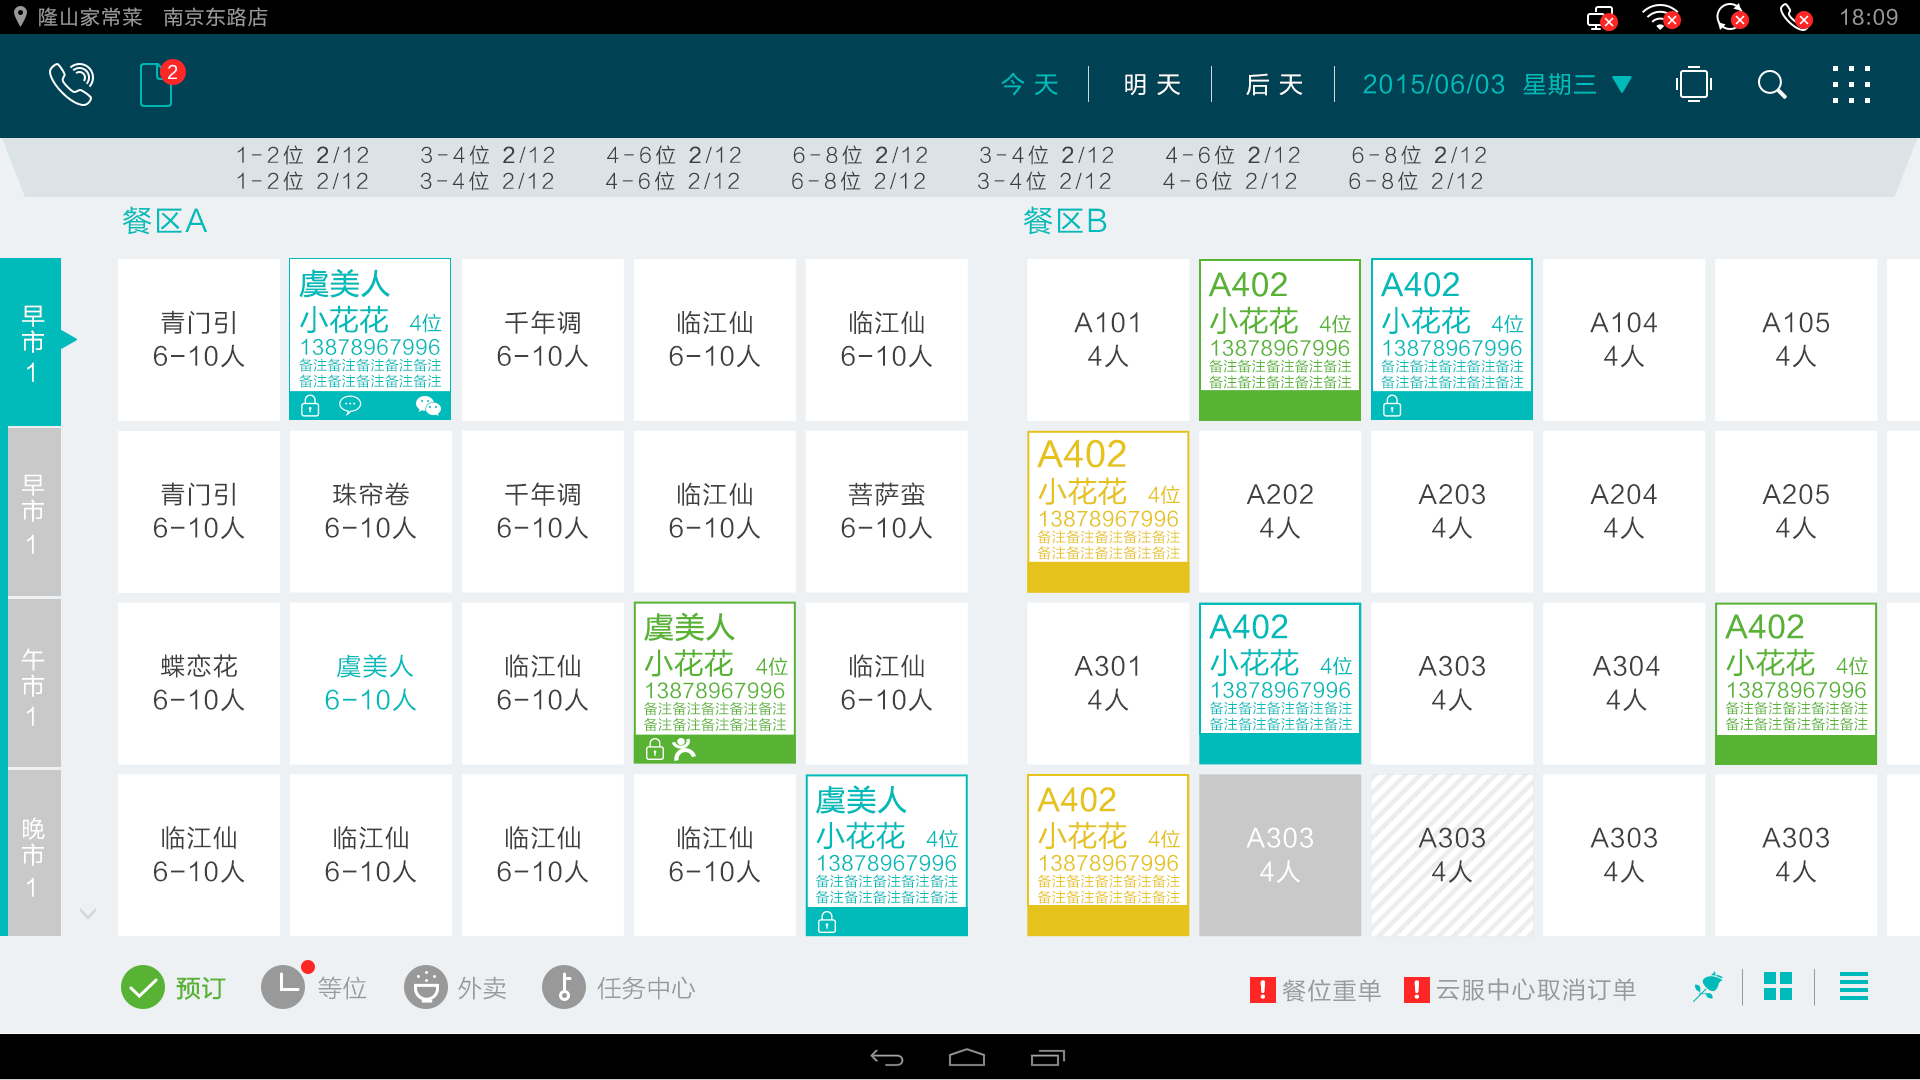 隆山家常菜 南京东路店
18:09
2
今天
明天
后天
2015/06/03 星期三
1-2位 2/12 3-4位 2/12 4-6位 2/12 6-8位 2/12 3-4位 2/12 4-6位 2/12 6-8位 2/12
1-2位 2/12 3-4位 2/12 4-6位 2/12 6-8位 2/12 3-4位 2/12 4-6位 2/12 6-8位 2/12
餐区A
餐区B
早市1
早市1
午市1
晚市1
青门引
6-10人
虞美人
小花花 4位
13878967996
备注备注备注备注备注
备注备注备注备注备注
千年调
6-10人
临江仙
6-10人
临江仙
6-10人
A101
4人
A402
小花花 4位
13878967996
备注备注备注备注备注
备注备注备注备注备注
A402
小花花 4位
13878967996
备注备注备注备注备注
备注备注备注备注备注
A104
4人
A105
4人
青门引
6-10人
珠帘卷
6-10人
千年调
6-10人
临江仙
6-10人
菩萨蛮
6-10人
A402
小花花 4位
13878967996
备注备注备注备注备注
备注备注备注备注备注
A202
4人
A203
4人
A204
4人
A205
4人
蝶恋花
6-10人
虞美人
6-10人
临江仙
6-10人
虞美人
小花花 4位
13878967996
备注备注备注备注备注
备注备注备注备注备注
临江仙
6-10人
A301
4人
A402
小花花 4位
13878967996
备注备注备注备注备注
备注备注备注备注备注
A303
4人
A304
4人
A402
小花花 4位
13878967996
备注备注备注备注备注
备注备注备注备注备注
临江仙
6-10人
临江仙
6-10人
临江仙
6-10人
临江仙
6-10人
虞美人
小花花 4位
13878967996
备注备注备注备注备注
备注备注备注备注备注
A402
小花花 4位
13878967996
备注备注备注备注备注
备注备注备注备注备注
A303
4人
A303
4人
A303
4人
A303
4人
预订
等位
外卖
任务中心
餐位重单
云服中心取消订单